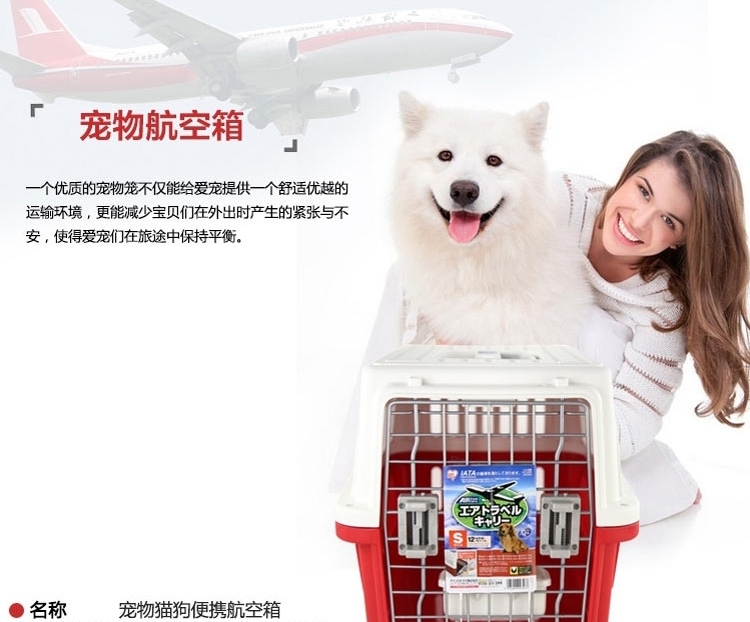 宠物航空箱
一个优质的宠物笼不仅能给爱宠提供一个舒适优越的
运输环境，更能减少宝贝们在外出时产生的紧张与不
安，使得爱宠们在旅途中保持平衡。
IATA
エアトラベル
キャリー
S
名称 宠物猫狗便携航空箱